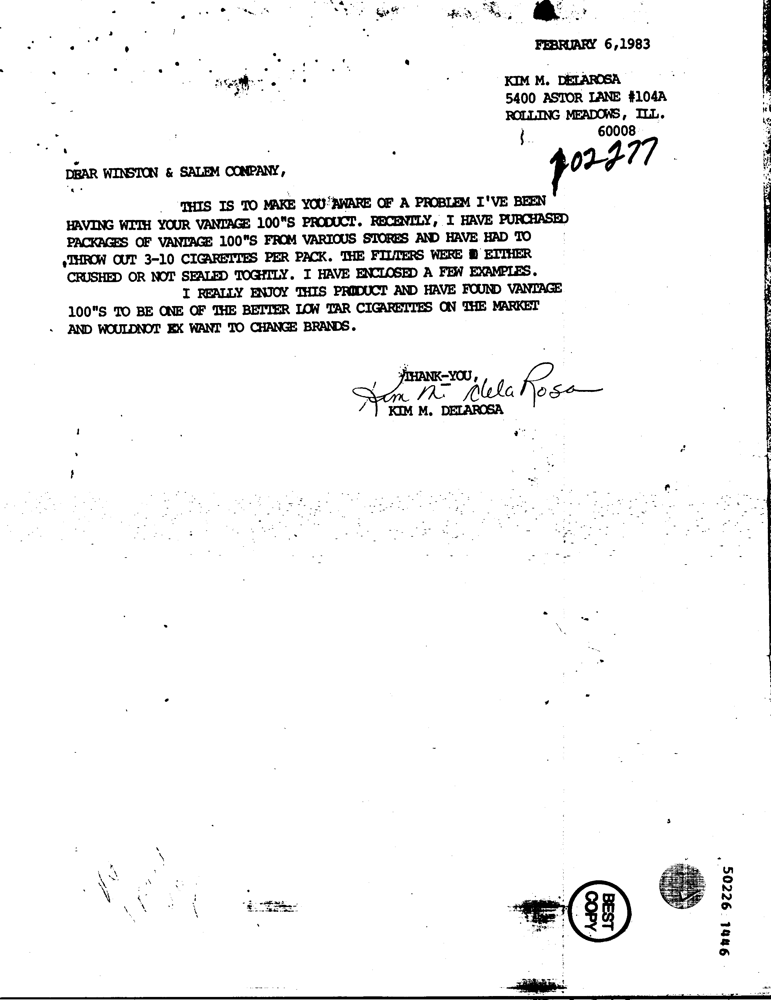 FEBRUARY 6,1983
KIM M. DELAROSA
5400 ASTOR LANE #104A
ROLLING MEADOWS, ILL.
60008
202277
DEAR WINSTON & SALEM COMPANY,
THIS IS TO MAKE YOU AWARE OF A PROBLEM I'VE BEEN
HAVING WITH YOUR VANTAGE 100"S PRODUCT. RECENTLY, I HAVE PURCHASED
PACKAGES OF VANTAGE 100"S FROM VARIOUS STORES AND HAVE HAD TO
THROW OUT 3-10 CIGARETTES PER PACK. THE FILTERS WERE EITHER
CRUSHED OR NOT SEALED TOGHTLY. I HAVE ENCLOSED A FEW EXAMPLES.
I REALLY ENJOY THIS PRODUCT AND HAVE FOUND VANTAGE
100"S TO BE ONE OF THE BETTER LOW TAR CIGARETTES ON THE MARKET
AND WOULDNOT EX WANT TO CHANGE BRANDS.
THANK-YOU,
Kim M. dela Rosa
KIM M. DELAROSA
BEST
COPY
50226 1446